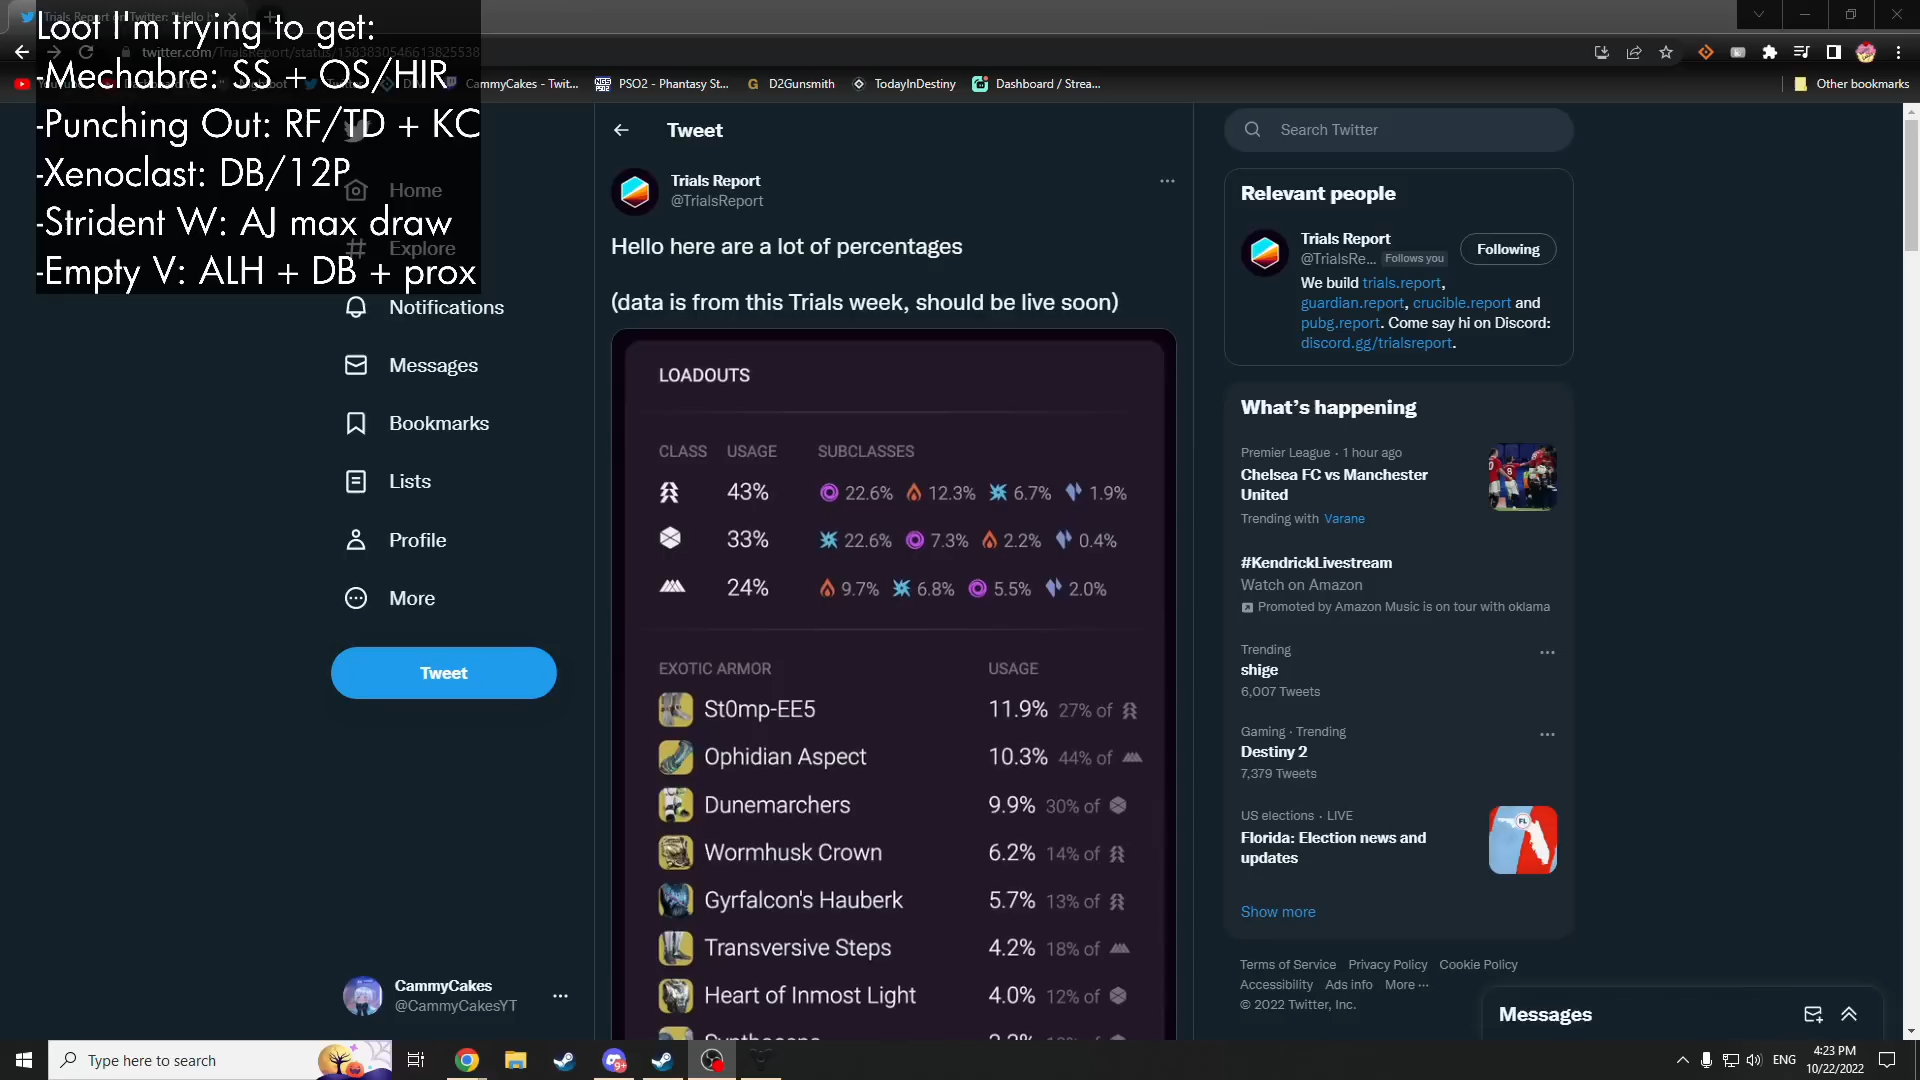 Loot I'm trying to get:
-Mechabre: SS + OS/HIR
-Punching Out: RF/TD + KC
-Xenoclast: DB/12P
-Strident W: AJ max draw
-Empty V: ALH + DB + prox
twitter.com/TrialsReport/status/1583830546613825538
CammyCakes - Twit...
PSO2 - Phantasy St...
D2Gunsmith
TodayInDestiny
Dashboard / Strea...
Other bookmarks
Home
Explore
Notifications
Messages
Bookmarks
Lists
Profile
More
Tweet
CammyCakes
@CammyCakesYT
Tweet
Trials Report
@TrialsReport
Hello here are a lot of percentages
(data is from this Trials week, should be live soon)
LOADOUTS
CLASS USAGE SUBCLASSES
43% 22.6% 12.3% 6.7% 1.9%
33% 22.6% 7.3% 2.2% 0.4%
24% 9.7% 6.8% 5.5% 2.0%
EXOTIC ARMOR USAGE
St0mp-EE5 11.9% 27% of
Ophidian Aspect 10.3% 44% of
Dunemarchers 9.9% 30% of
Wormhusk Crown 6.2% 14% of
Gyrfalcon's Hauberk 5.7% 13% of
Transversive Steps 4.2% 18% of
Heart of Inmost Light 4.0% 12% of
Search Twitter
Relevant people
Trials Report
@TrialsRe... Follows you
Following
We build trials.report,
guardian.report, crucible.report and
pubg.report. Come say hi on Discord:
discord.gg/trialsreport.
What's happening
Premier League · 1 hour ago
Chelsea FC vs Manchester
United
Trending with Varane
#KendrickLivestream
Watch on Amazon
Promoted by Amazon Music is on tour with oklama
Trending
shige
6,007 Tweets
Gaming · Trending
Destiny 2
7,379 Tweets
US elections · LIVE
Florida: Election news and
updates
FL
Show more
Terms of Service Privacy Policy Cookie Policy
Accessibility Ads info More ...
© 2022 Twitter, Inc.
Messages
Type here to search
9+
ENG
4:23 PM
10/22/2022